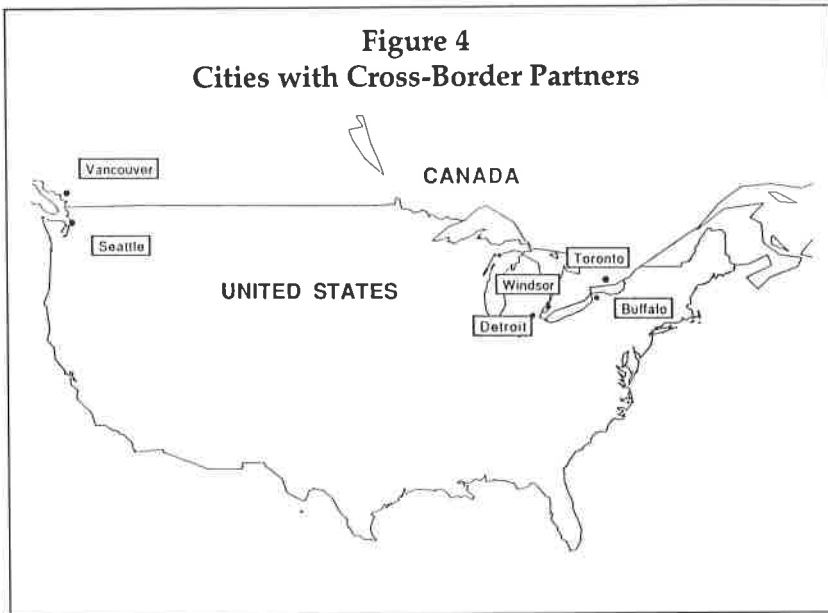 Figure 4
Cities with Cross-Border Partners
Vancouver
CANADA
Seattle
Toronto
Windsor
UNITED STATES
Buffalo
Detroit